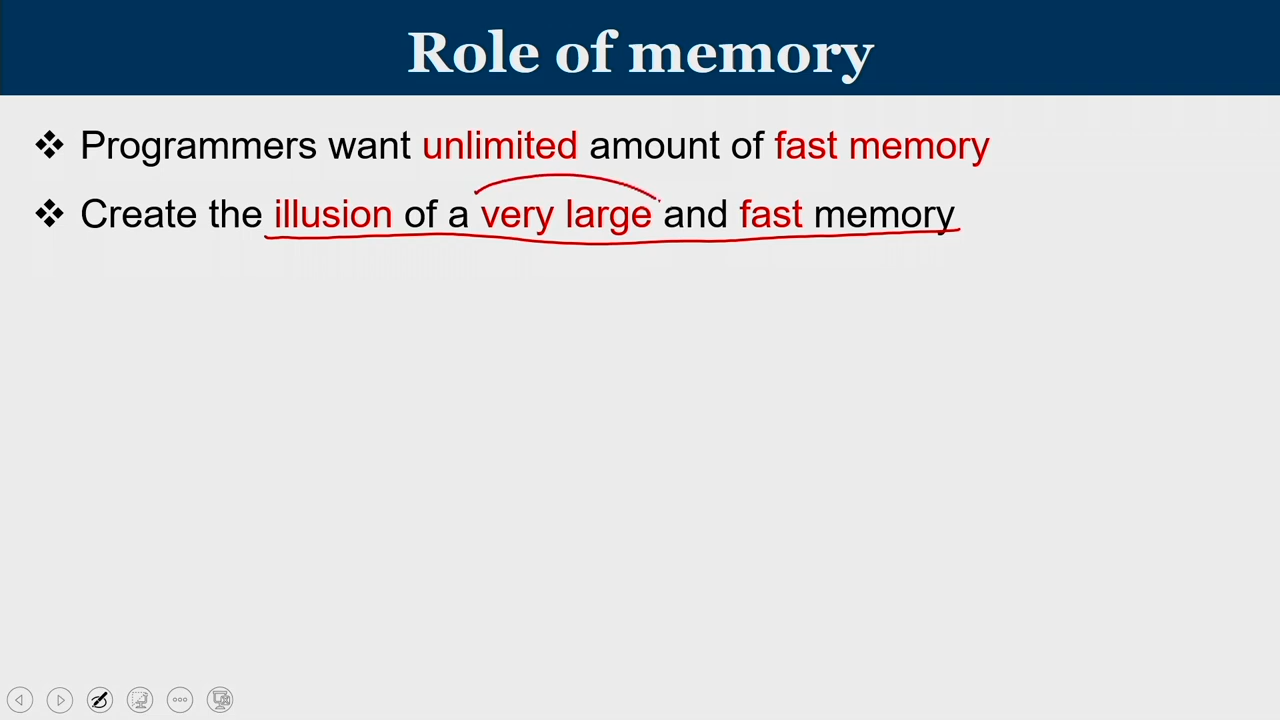 Role of memory
❖ Programmers want unlimited amount of fast memory
❖ Create the illusion of a very large and fast memory